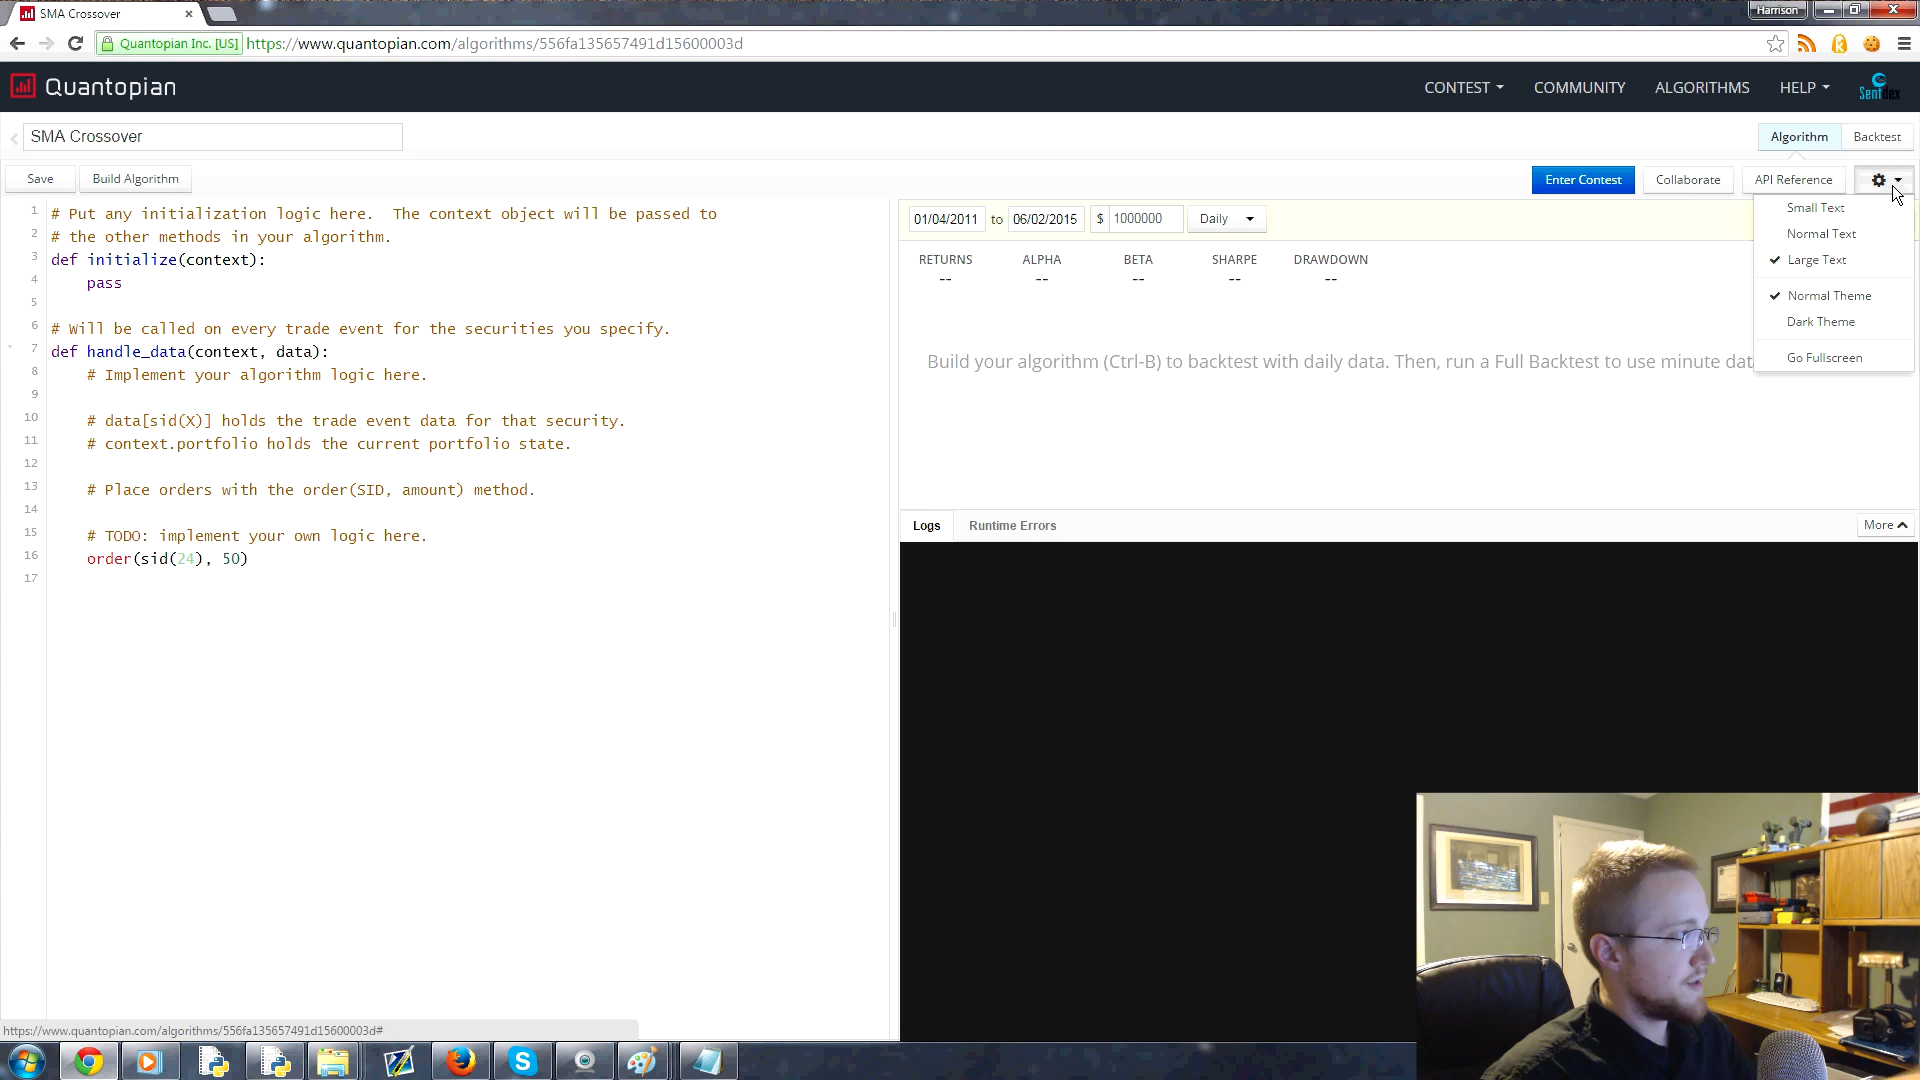 SMA Crossover
Harrison
Quantopian Inc. [US]
https://www.quantopian.com/algorithms/556fa135657491d15600003d
Quantopian
CONTEST
COMMUNITY
ALGORITHMS
HELP
Sentdex
SMA Crossover
Algorithm
Backtest
Save
Build Algorithm
Enter Contest
Collaborate
API Reference
Small Text
Normal Text
Large Text
Normal Theme
Dark Theme
Go Fullscreen
1 # Put any initialization logic here.  The context object will be passed to
2 # the other methods in your algorithm.
3 def initialize(context):
4     pass
5
6 # Will be called on every trade event for the securities you specify.
7 def handle_data(context, data):
8     # Implement your algorithm logic here.
9
10     # data[sid(X)] holds the trade event data for that security.
11     # context.portfolio holds the current portfolio state.
12
13     # Place orders with the order(SID, amount) method.
14
15     # TODO: implement your own logic here.
16     order(sid(24), 50)
17
01/04/2011 to 06/02/2015 $ 1000000 Daily
RETURNS ALPHA BETA SHARPE DRAWDOWN
-- -- -- -- --
Build your algorithm (Ctrl-B) to backtest with daily data. Then, run a Full Backtest to use minute dat
Logs
Runtime Errors
More
https://www.quantopian.com/algorithms/556fa135657491d15600003d#